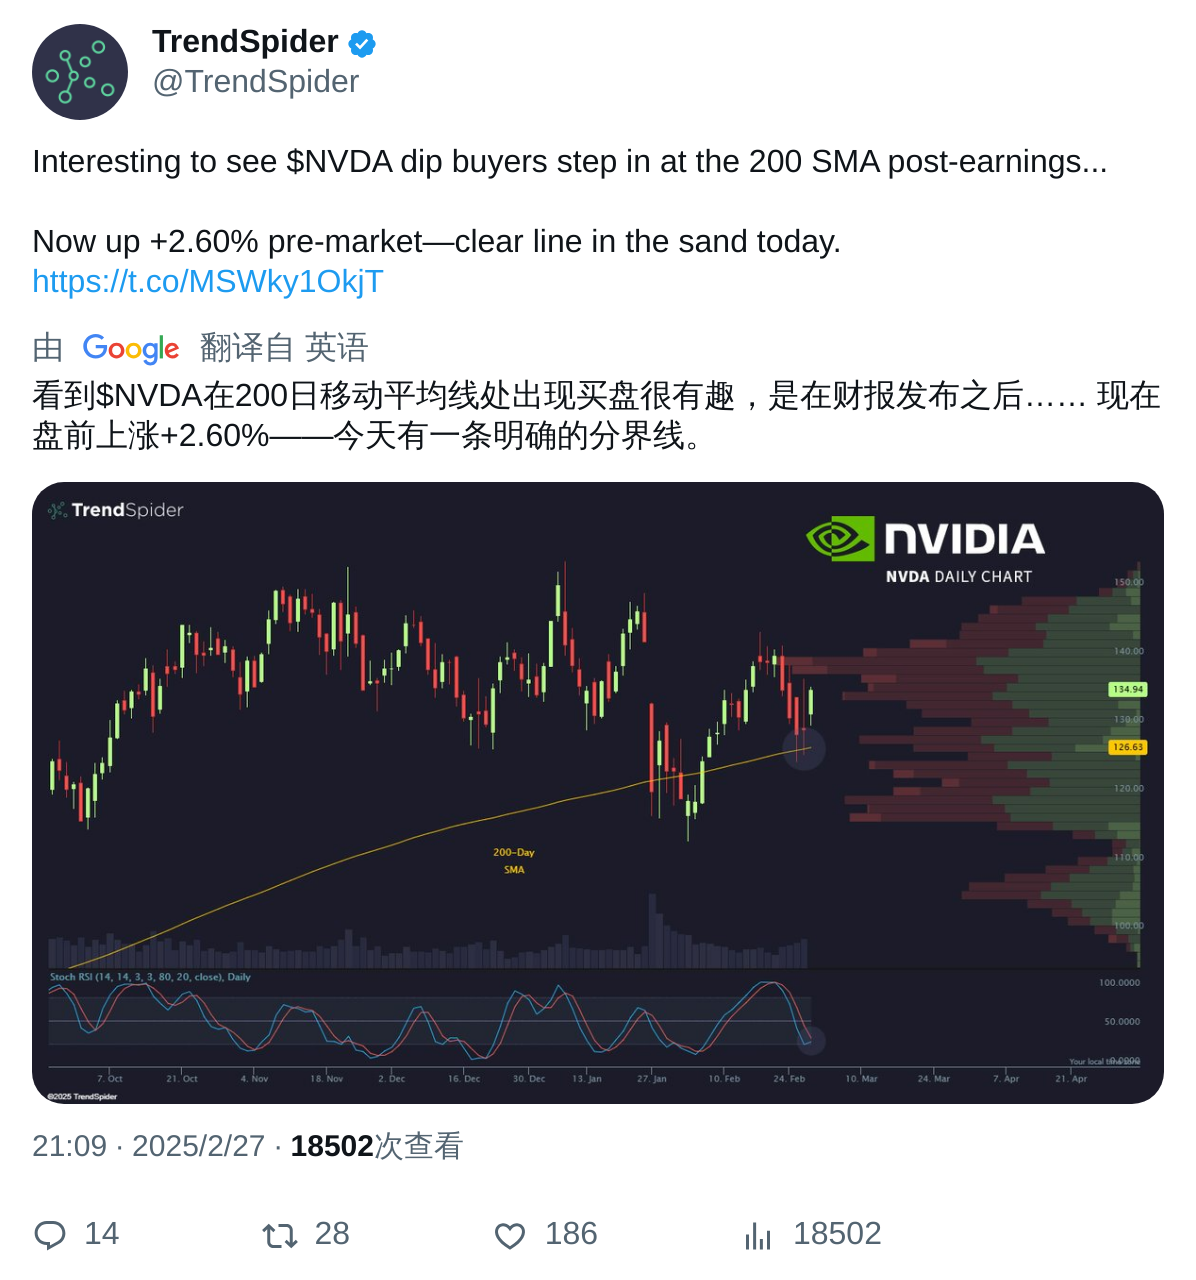 TrendSpider
@TrendSpider
Interesting to see $NVDA dip buyers step in at the 200 SMA post-earnings...
Now up +2.60% pre-market—clear line in the sand today.
https://t.co/MSWky1OkjT
由 Google 翻译自 英语
看到$NVDA在200日移动平均线处出现买盘很有趣，是在财报发布之后…… 现在
盘前上涨+2.60%——今天有一条明确的分界线。
TrendSpider
NVIDIA
NVDA DAILY CHART
150.00
140.00
134.94
130.00
126.63
120.00
110.00
100.00
200-Day
SMA
Stoch RSI (14, 14, 3, 3, 80, 20, close), Daily
100.0000
50.0000
0.0000
Your local time zone
7. Oct 21. Oct 4. Nov 18. Nov 2. Dec 16. Dec 30. Dec 13. Jan 27. Jan 10. Feb 24. Feb 10. Mar 24. Mar 7. Apr 21. Apr
©2025 TrendSpider
21:09 · 2025/2/27 · 18502次查看
14 28 186 18502